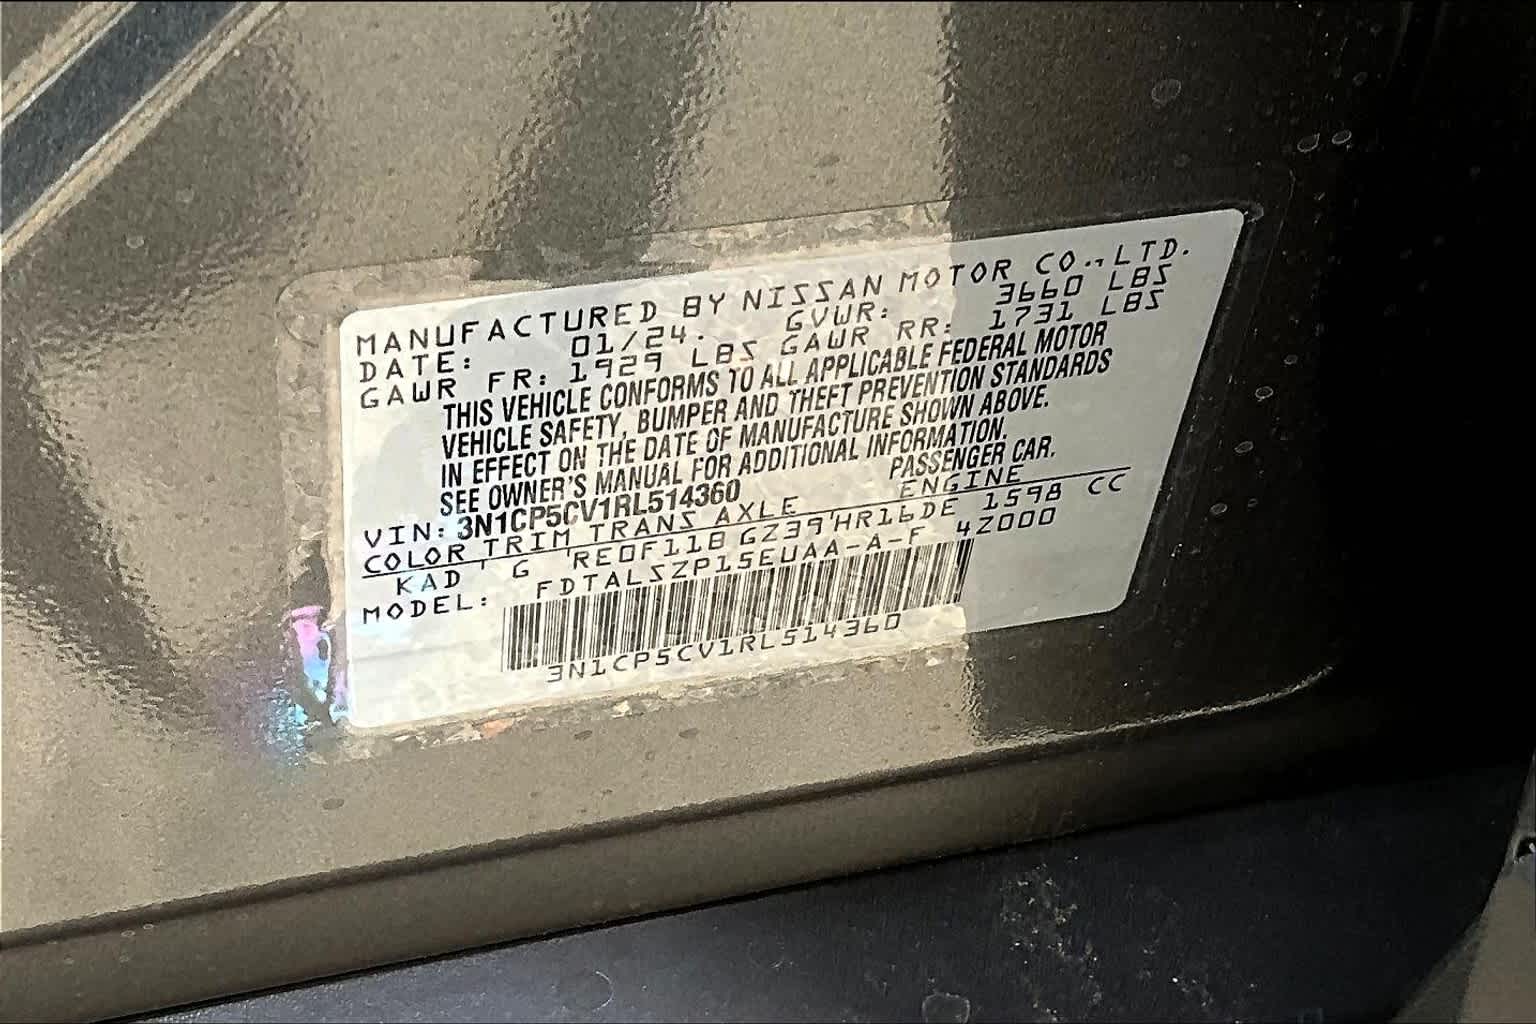 MANUFACTURED BY NISSAN MOTOR CO.,LTD.
DATE: 01/24. GVWR: 3660 LBS
GAWR FR: 1929 LBS GAWR RR: 1731 LBS
THIS VEHICLE CONFORMS TO ALL APPLICABLE FEDERAL MOTOR
VEHICLE SAFETY, BUMPER AND THEFT PREVENTION STANDARDS
IN EFFECT ON THE DATE OF MANUFACTURE SHOWN ABOVE.
SEE OWNER'S MANUAL FOR ADDITIONAL INFORMATION.
VIN: 3N1CP5CV1RL514360 PASSENGER CAR.
COLOR TRIM TRANS AXLE ENGINE
KAD G RE0F11B GZ39 HR16DE 1598 CC
MODEL: FDTALSZP15EUAA-A-F 4Z000
3N1CP5CV1RL514360